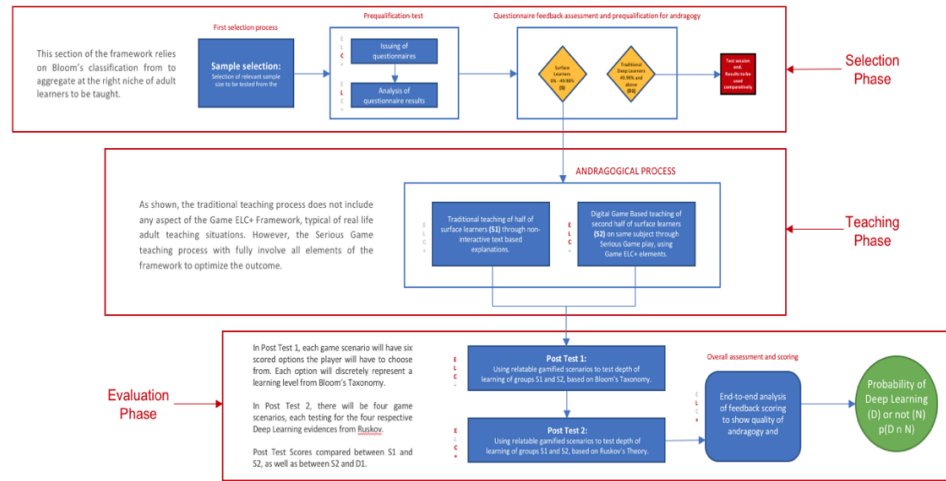 First selection process
Prequalification-test
Questionnaire feedback assessment and prequalification for andragogy
This section of the framework relies
on Bloom's classification from to
aggregate at the right niche of adult
learners to be taught.
Sample selection:
Selection of relevant sample
size to be tested from the
E
L
C
+
Issuing of
questionnaires
E
L
C
+
Analysis of
questionnaire results
Surface
Learners
0% - 49.98%
(S)
Traditional
Deep Learners
49.99% and
above
(D1)
Test session
end.
Results to be
used
comparatively
Selection
Phase
ANDRAGOGICAL PROCESS
As shown, the traditional teaching process does not include
any aspect of the Game ELC+ Framework, typical of real life
adult teaching situations. However, the Serious Game
teaching process with fully involve all elements of the
framework to optimize the outcome.
E
L
C
+
Traditional teaching of half of
surface learners (S1) through non-
interactive text based
explanations.
E
L
C
+
Digital Game Based teaching of
second half of surface learners
(S2) on same subject through
Serious Game play, using
Game ELC+ elements.
Teaching
Phase
Evaluation
Phase
In Post Test 1, each game scenario will have six
scored options the player will have to choose
from. Each option will discretely represent a
learning level from Bloom's Taxonomy.
In Post Test 2, there will be four game
scenarios, each testing for the four respective
Deep Learning evidences from Ruskov.
Post Test Scores compared between S1 and
S2, as well as between S2 and D1.
E
L
C
+
Post Test 1:
Using relatable gamified scenarios to test depth of
learning of groups S1 and S2, based on Bloom's Taxonomy.
E
L
C
+
Post Test 2:
Using relatable gamified scenarios to test depth of
learning of groups S1 and S2, based on Ruskov's Theory.
Overall assessment and scoring
E
L
C
+
End-to-end analysis
of feedback scoring
to show quality of
andragogy and
Probability of
Deep Learning
(D) or not (N)
p(D n N)